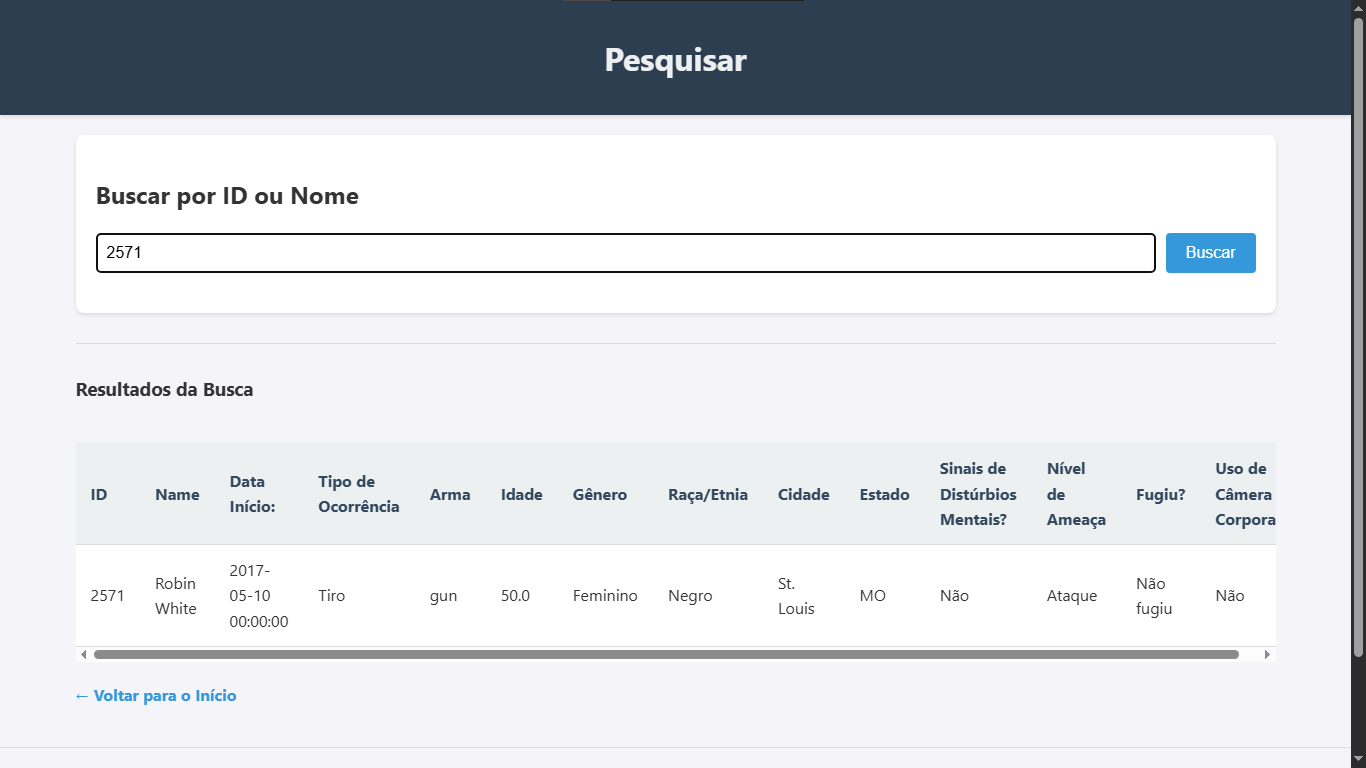 Pesquisar
Buscar por ID ou Nome
2571
Buscar
Resultados da Busca
ID
Name
Data
Início:
Tipo de
Ocorrência
Arma
Idade
Gênero
Raça/Etnia
Cidade
Estado
Sinais de
Distúrbios
Mentais?
Nível
de
Ameaça
Fugiu?
Uso de
Câmera
Corpora
2571
Robin
White
2017-
05-10
00:00:00
Tiro
gun
50.0
Feminino
Negro
St.
Louis
MO
Não
Ataque
Não
fugiu
Não
← Voltar para o Início